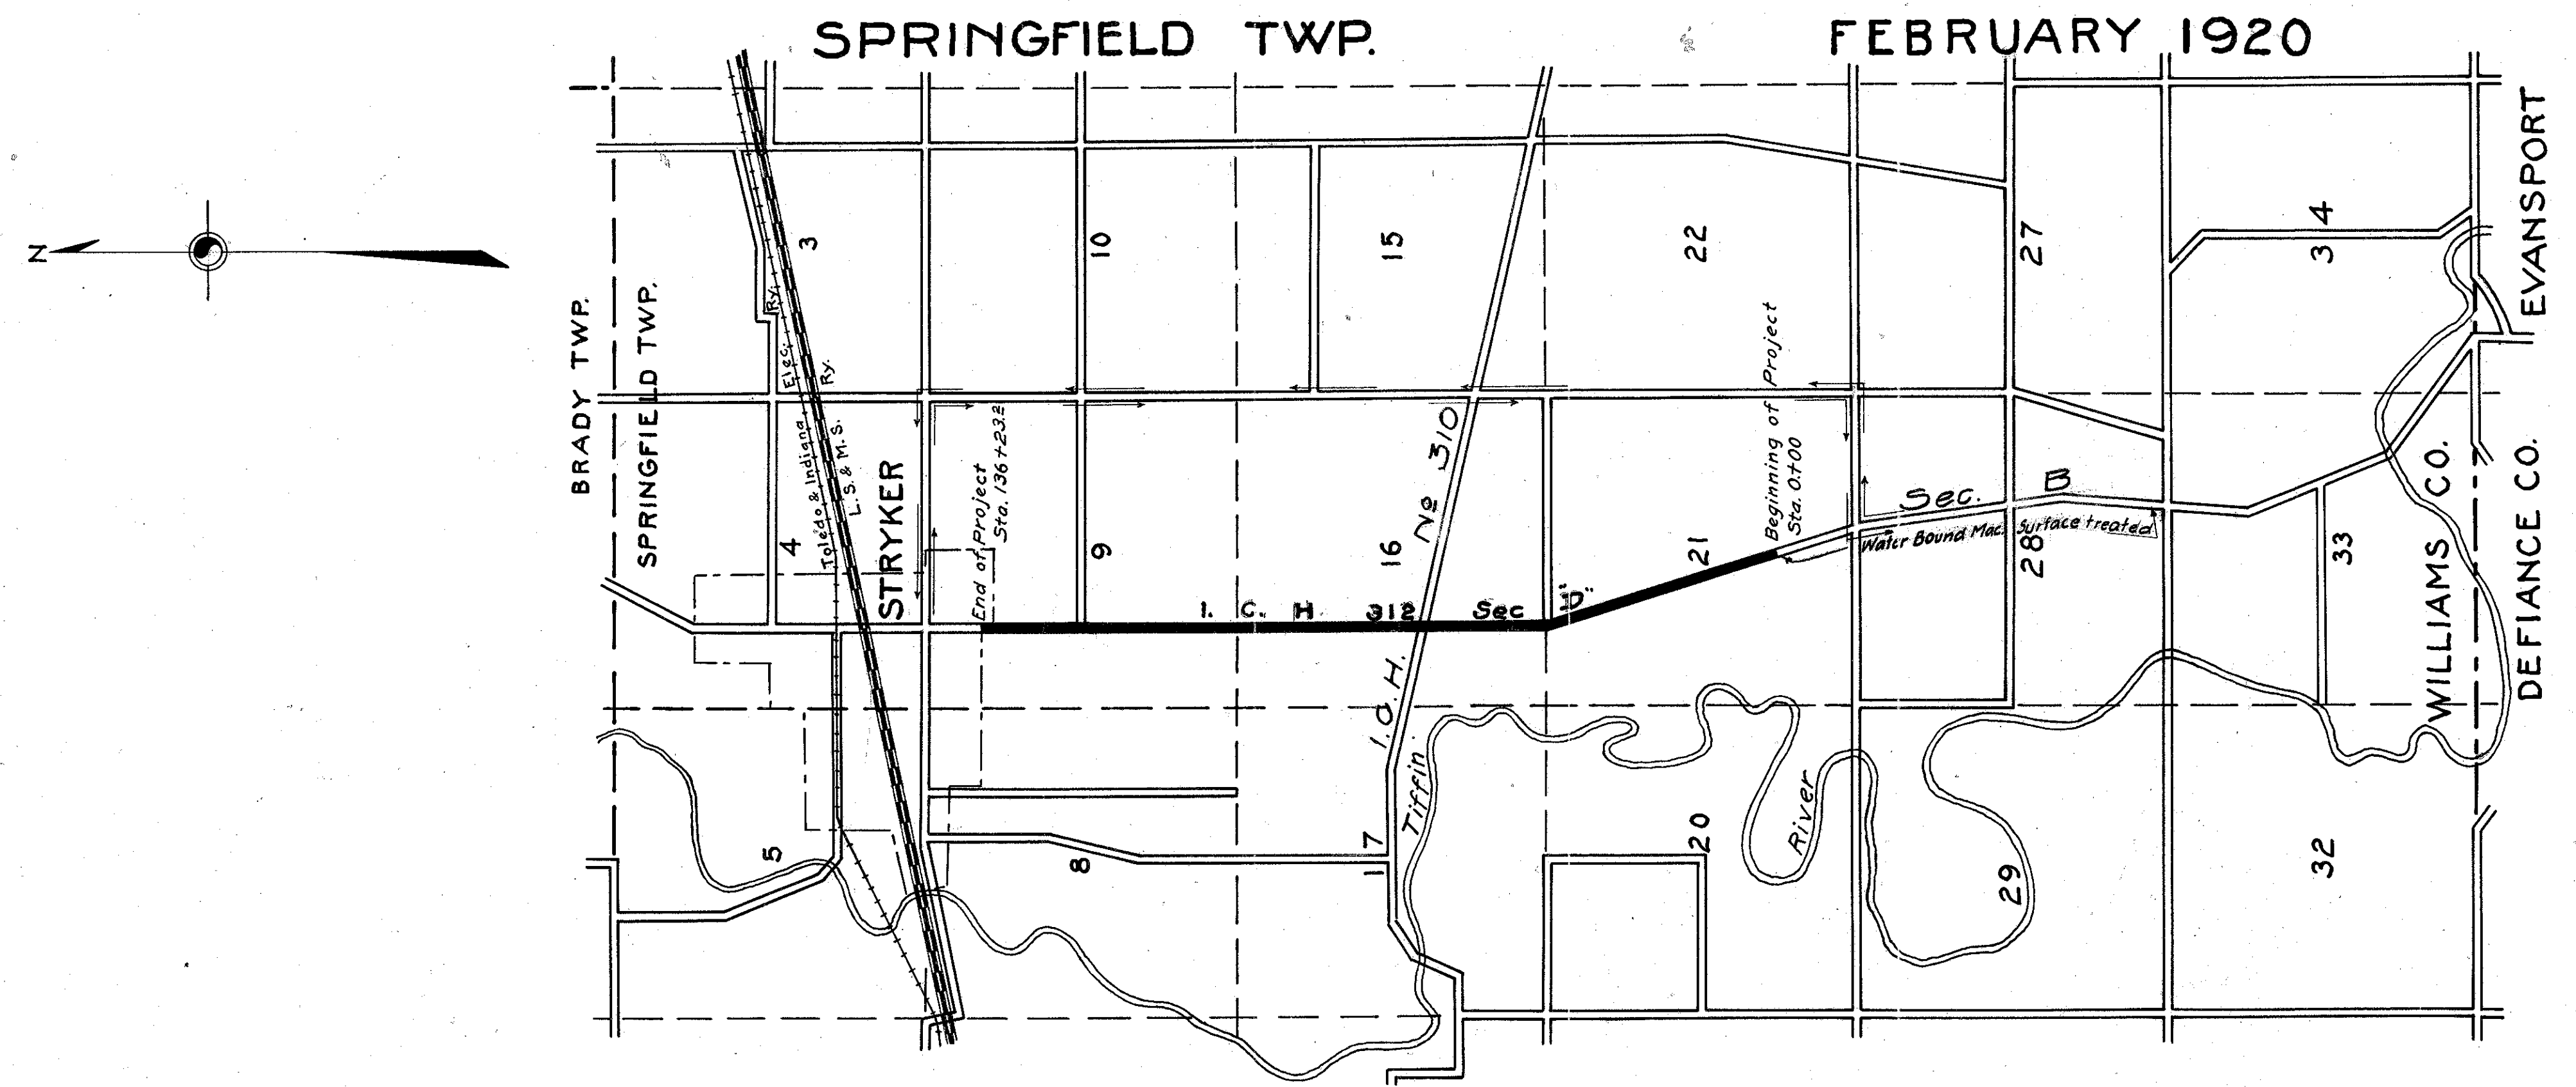 SPRINGFIELD TWP.
FEBRUARY 1920
N
BRADY TWP.
SPRINGFIELD TWP.
3
10
15
22
27
34
EVANSPORT
Toledo & Indiana Elec. Ry.
L. S. & M. S. Ry.
STRYKER
4
End of Project
Sta. 136+23.2
9
16
I. C. H. No 310
21
Beginning of Project
Sta. 0+00
Sec. B
Water Bound Mac. Surface treated
28
33
WILLIAMS CO.
DEFIANCE CO.
I. C. H 312 Sec "D"
5
8
17
Tiffin River
20
29
32